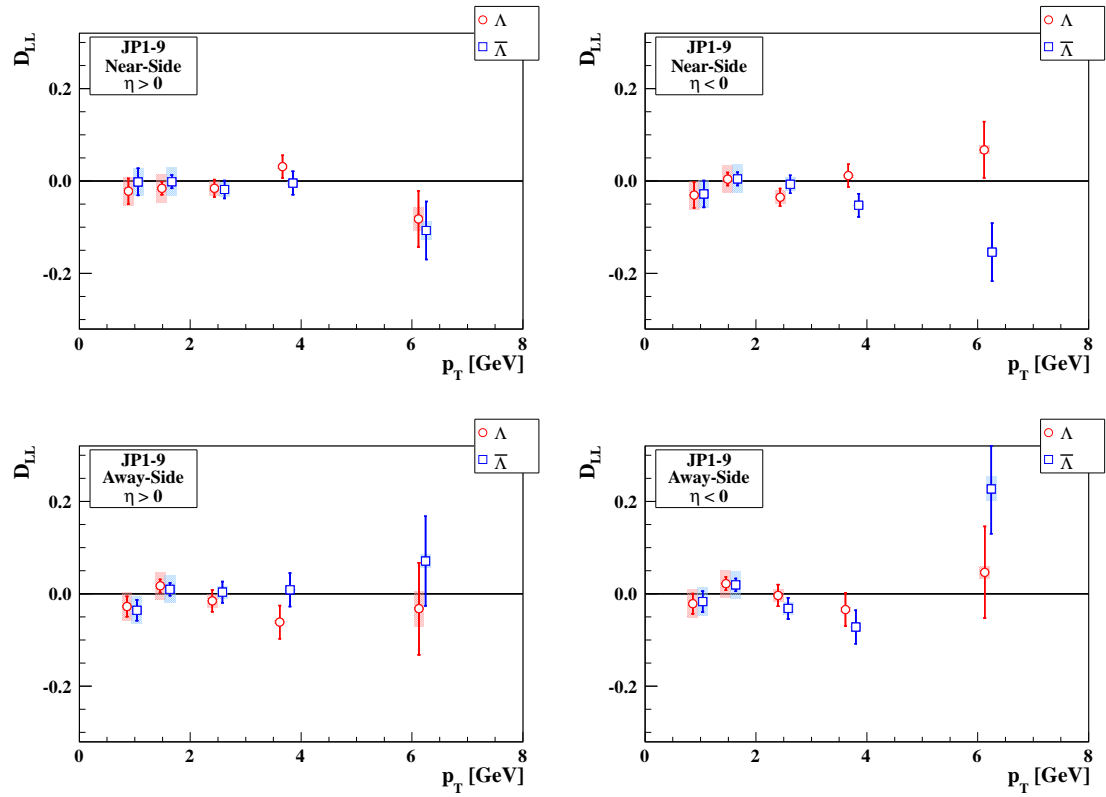 Λ
Λ̅
JP1-9
Near-Side
η > 0
D_LL
0.2
0.0
-0.2
0 2 4 6 8
p_T [GeV]
Λ
Λ̅
JP1-9
Near-Side
η < 0
D_LL
0.2
0.0
-0.2
0 2 4 6 8
p_T [GeV]
Λ
Λ̅
JP1-9
Away-Side
η > 0
D_LL
0.2
0.0
-0.2
0 2 4 6 8
p_T [GeV]
Λ
Λ̅
JP1-9
Away-Side
η < 0
D_LL
0.2
0.0
-0.2
0 2 4 6 8
p_T [GeV]